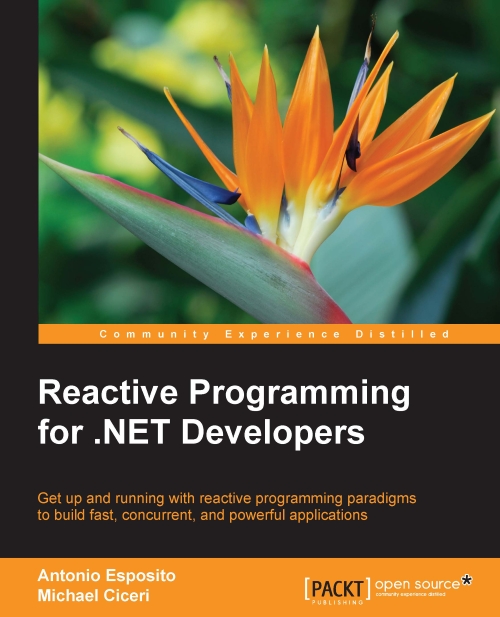 Community Experience Distilled
Reactive Programming
for .NET Developers
Get up and running with reactive programming paradigms
to build fast, concurrent, and powerful applications
Antonio Esposito
Michael Ciceri
[PACKT]
PUBLISHING
open source*
community experience distilled